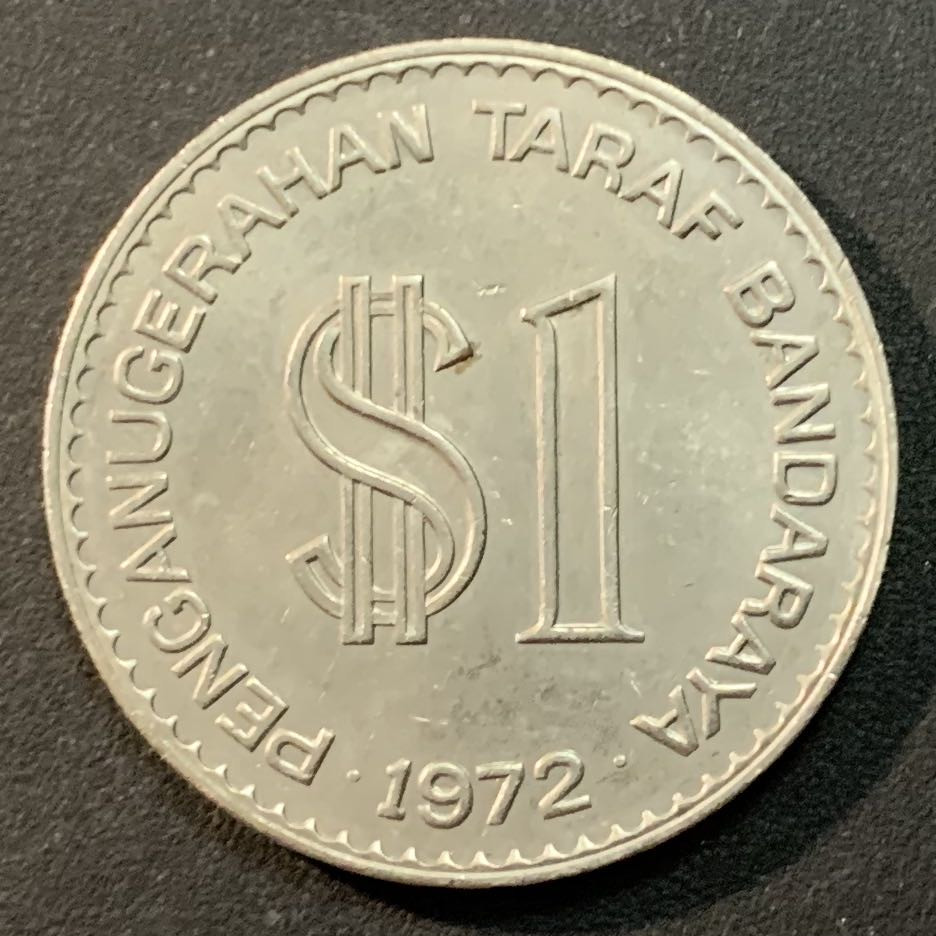 PENGANUGERAHAN TARAF BANDARAYA
$1
· 1972 ·